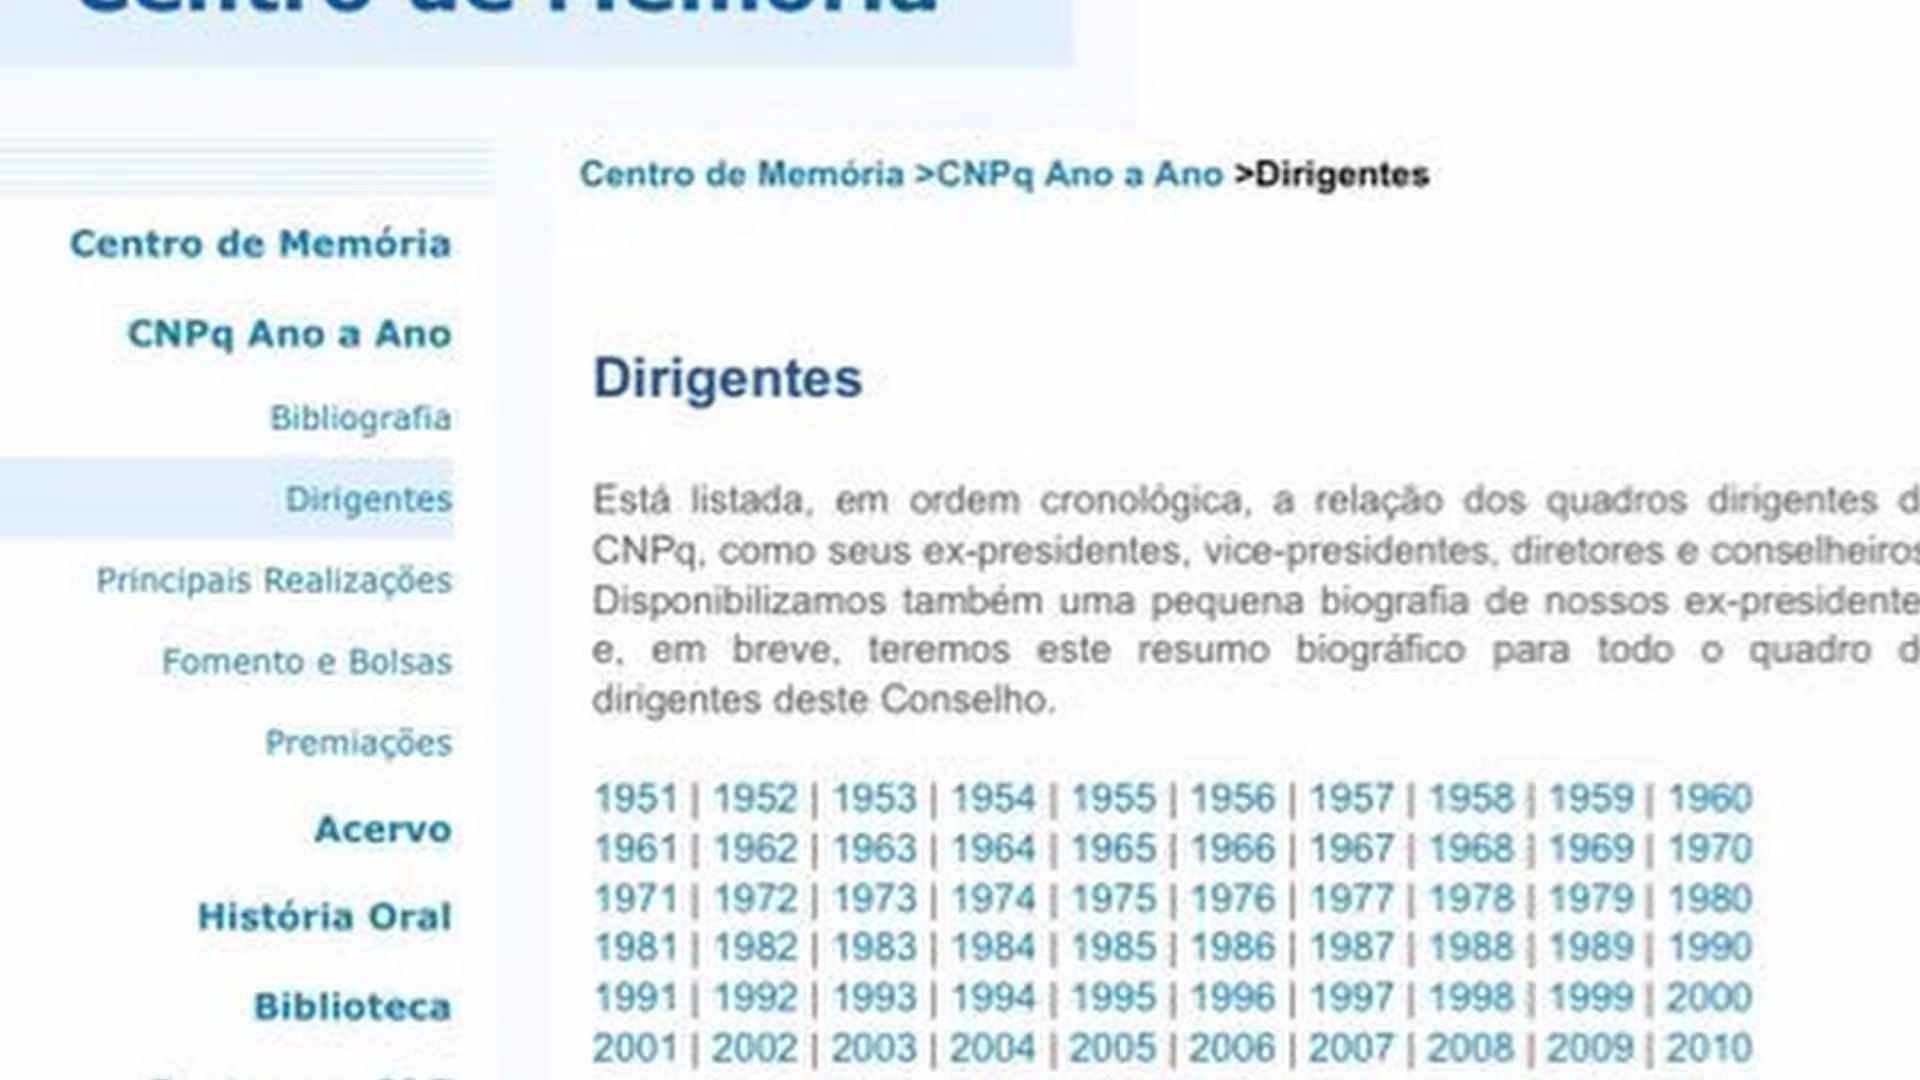 Centro de Memória
Centro de Memória >CNPq Ano a Ano >Dirigentes
Centro de Memória
CNPq Ano a Ano
Bibliografia
Dirigentes
Principais Realizações
Fomento e Bolsas
Premiações
Acervo
História Oral
Biblioteca
Dirigentes
Está listada, em ordem cronológica, a relação dos quadros dirigentes d
CNPq, como seus ex-presidentes, vice-presidentes, diretores e conselheiros
Disponibilizamos também uma pequena biografia de nossos ex-presidente
e, em breve, teremos este resumo biográfico para todo o quadro d
dirigentes deste Conselho.
1951 | 1952 | 1953 | 1954 | 1955 | 1956 | 1957 | 1958 | 1959 | 1960
1961 | 1962 | 1963 | 1964 | 1965 | 1966 | 1967 | 1968 | 1969 | 1970
1971 | 1972 | 1973 | 1974 | 1975 | 1976 | 1977 | 1978 | 1979 | 1980
1981 | 1982 | 1983 | 1984 | 1985 | 1986 | 1987 | 1988 | 1989 | 1990
1991 | 1992 | 1993 | 1994 | 1995 | 1996 | 1997 | 1998 | 1999 | 2000
2001 | 2002 | 2003 | 2004 | 2005 | 2006 | 2007 | 2008 | 2009 | 2010